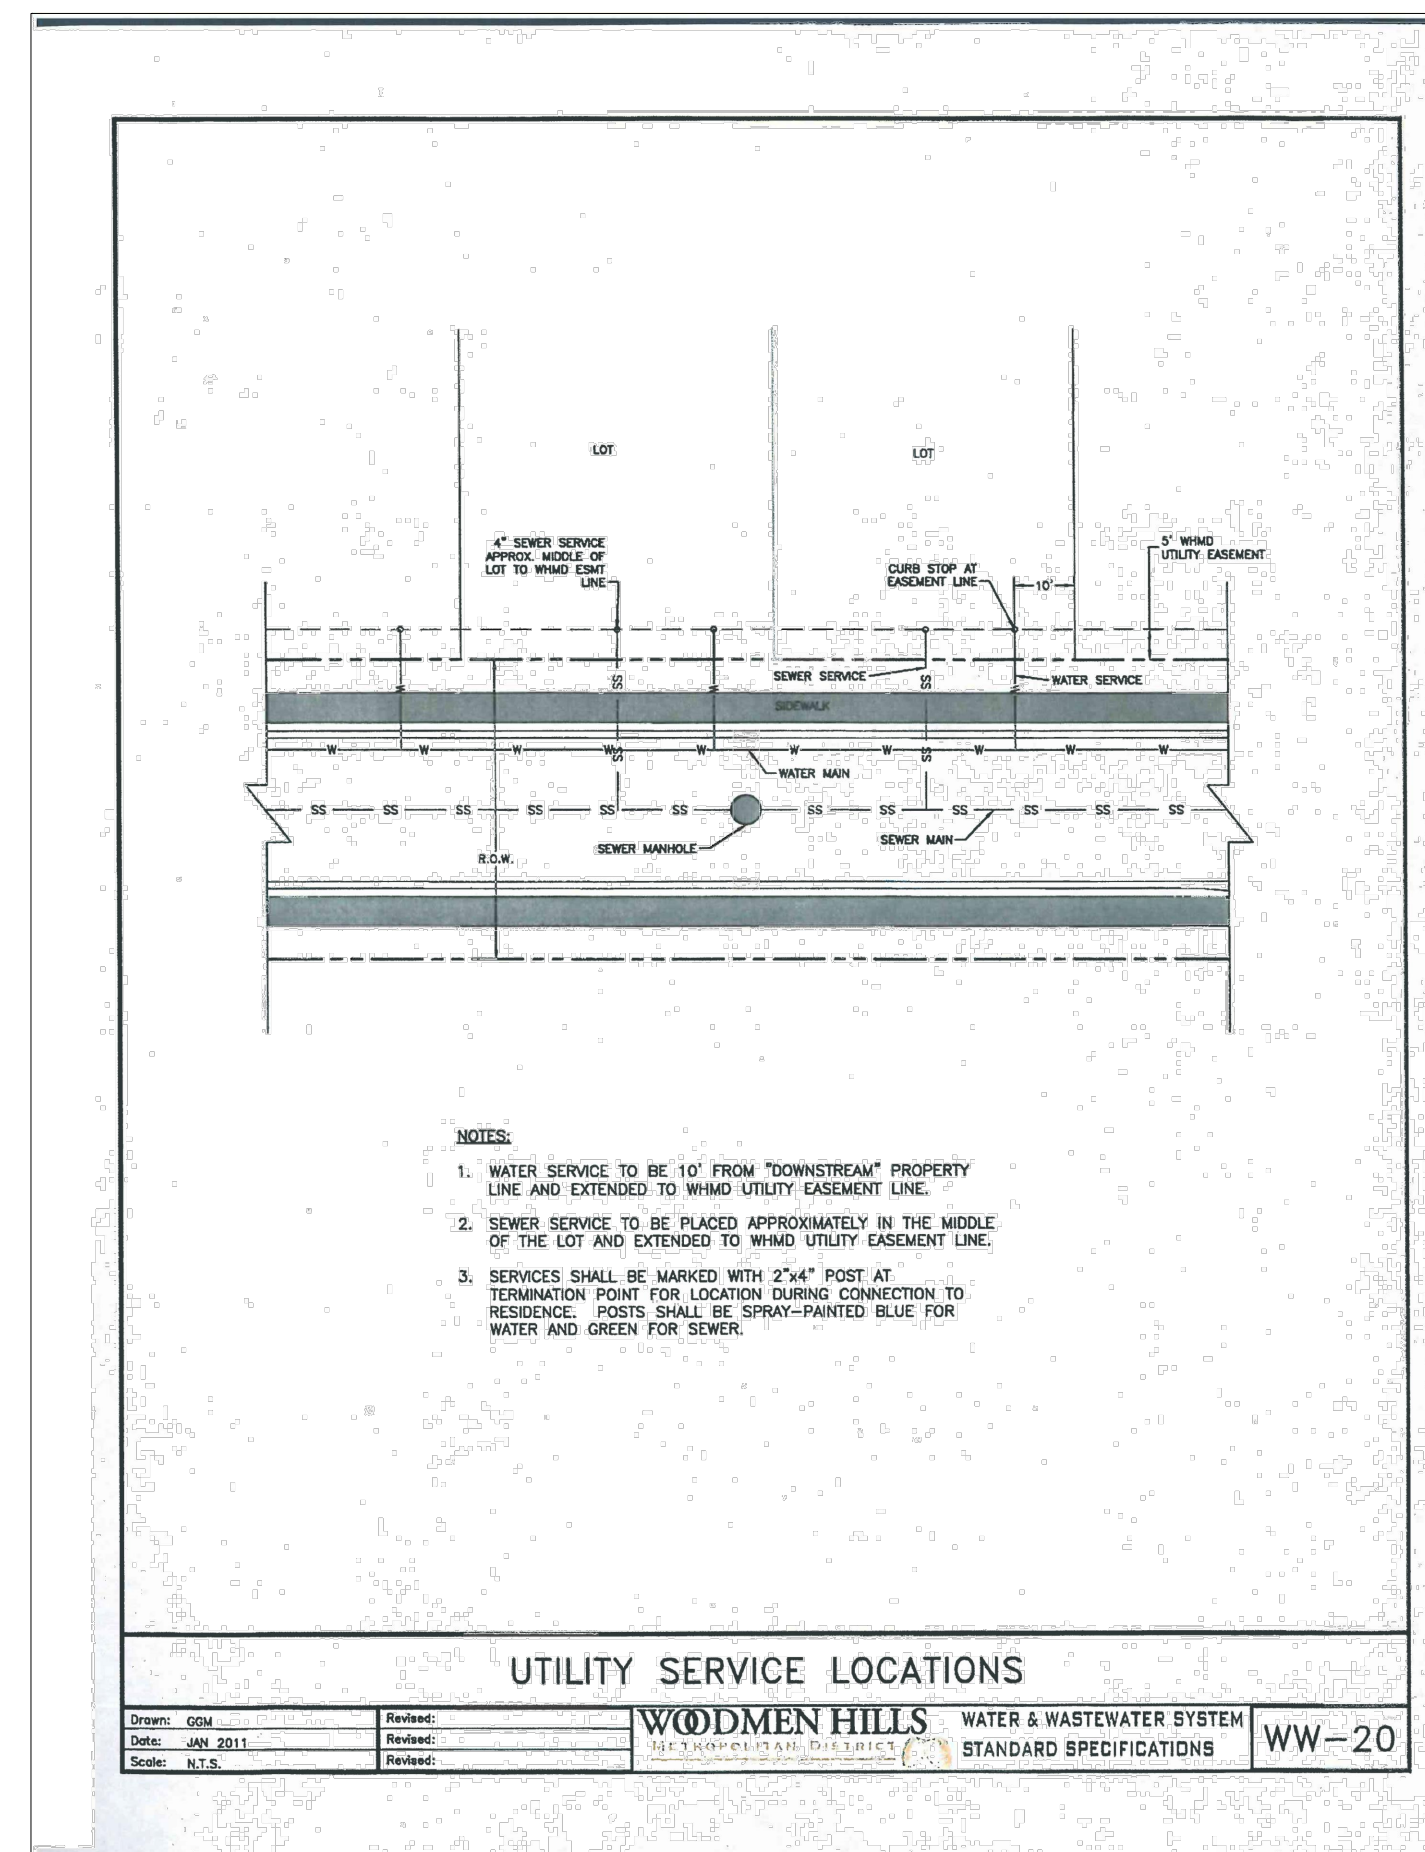 LOT
LOT
4" SEWER SERVICE
APPROX. MIDDLE OF
LOT TO WHMD ESMT
LINE
CURB STOP AT
EASEMENT LINE
10'
5' WHMD
UTILITY EASEMENT
SEWER SERVICE
WATER SERVICE
W
SS
W
SS
W
SIDEWALK
W W W W W W W W W W
SS
SS
WATER MAIN
SS SS SS SS SS SS SS SS SS SS SS SS
SEWER MANHOLE
SEWER MAIN
R.O.W.
NOTES:
1. WATER SERVICE TO BE 10' FROM "DOWNSTREAM" PROPERTY
LINE AND EXTENDED TO WHMD UTILITY EASEMENT LINE.
2. SEWER SERVICE TO BE PLACED APPROXIMATELY IN THE MIDDLE
OF THE LOT AND EXTENDED TO WHMD UTILITY EASEMENT LINE.
3. SERVICES SHALL BE MARKED WITH 2"x4" POST AT
TERMINATION POINT FOR LOCATION DURING CONNECTION TO
RESIDENCE. POSTS SHALL BE SPRAY-PAINTED BLUE FOR
WATER AND GREEN FOR SEWER.
UTILITY SERVICE LOCATIONS
Drawn: GGM
Date: JAN 2011
Scale: N.T.S.
Revised:
Revised:
Revised:
WOODMEN HILLS
METROPOLITAN DISTRICT
WATER & WASTEWATER SYSTEM
STANDARD SPECIFICATIONS
WW-20